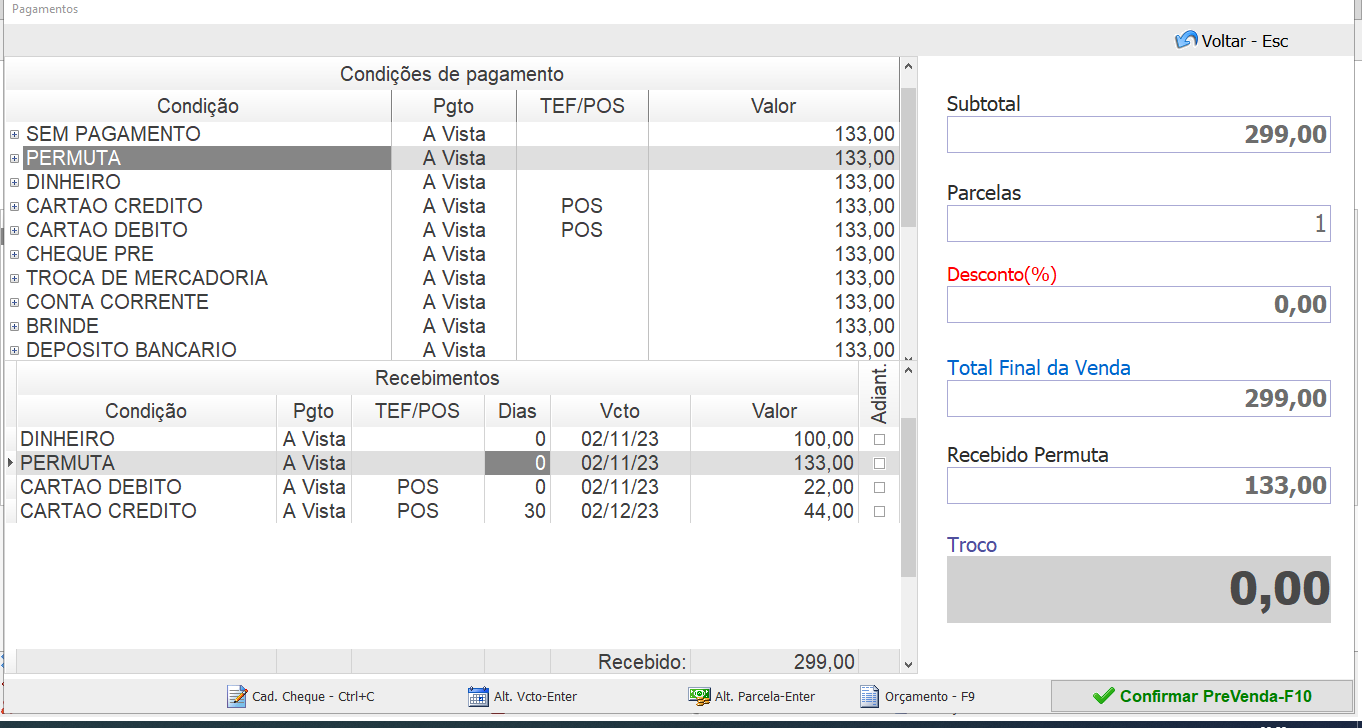 Pagamentos
Voltar - Esc
Condições de pagamento
Condição Pgto TEF/POS Valor
SEM PAGAMENTO A Vista 133,00
PERMUTA A Vista 133,00
DINHEIRO A Vista 133,00
CARTAO CREDITO A Vista POS 133,00
CARTAO DEBITO A Vista POS 133,00
CHEQUE PRE A Vista 133,00
TROCA DE MERCADORIA A Vista 133,00
CONTA CORRENTE A Vista 133,00
BRINDE A Vista 133,00
DEPOSITO BANCARIO A Vista 133,00
Recebimentos
Condição Pgto TEF/POS Dias Vcto Valor Adiant.
DINHEIRO A Vista 0 02/11/23 100,00
PERMUTA A Vista 0 02/11/23 133,00
CARTAO DEBITO A Vista POS 0 02/11/23 22,00
CARTAO CREDITO A Vista POS 30 02/12/23 44,00
Recebido: 299,00
Subtotal
299,00
Parcelas
1
Desconto(%)
0,00
Total Final da Venda
299,00
Recebido Permuta
133,00
Troco
0,00
Cad. Cheque - Ctrl+C Alt. Vcto-Enter Alt. Parcela-Enter Orçamento - F9 Confirmar PreVenda-F10